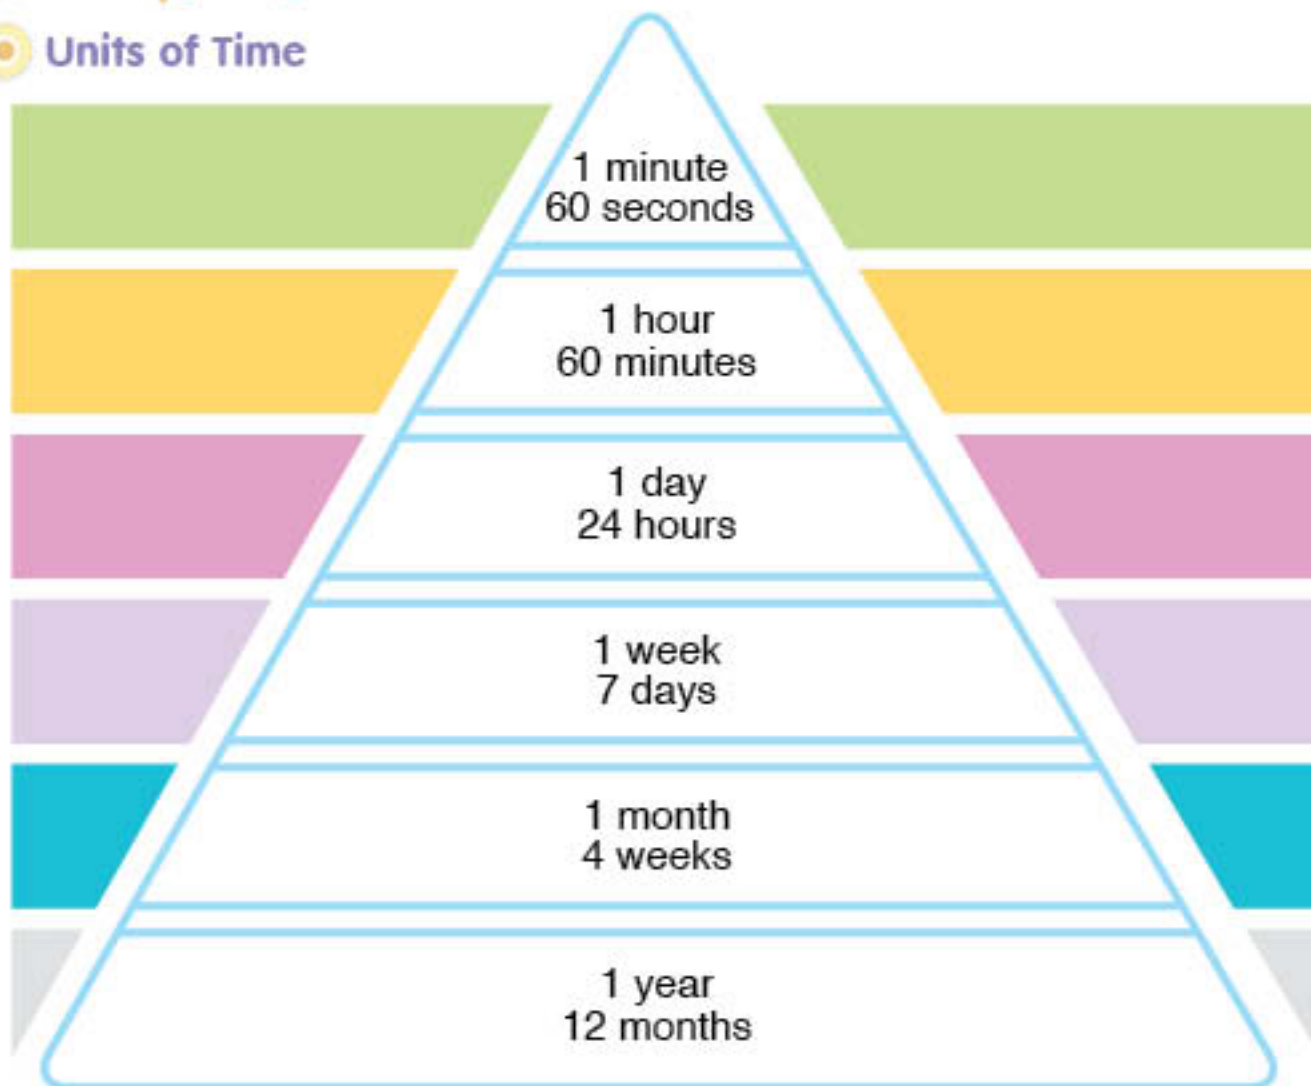 Units of Time
1 minute
60 seconds
1 hour
60 minutes
1 day
24 hours
1 week
7 days
1 month
4 weeks
1 year
12 months